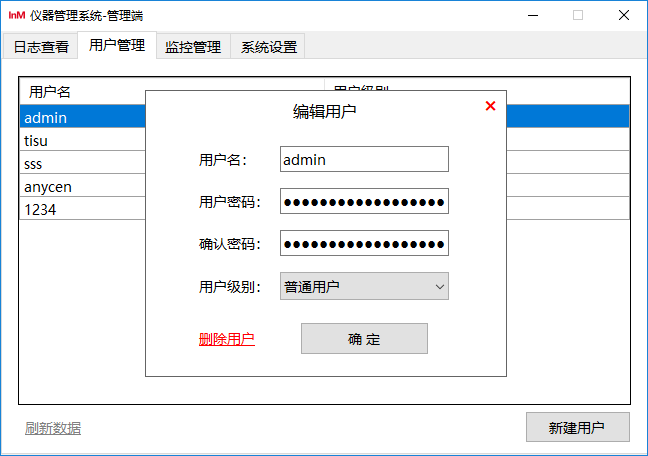 InM 仪器管理系统-管理端
日志查看 用户管理 监控管理 系统设置
用户名 用户级别
admin
tisu
sss
anycen
1234
编辑用户
用户名： admin
用户密码： ●●●●●●●●●●●●●●●●●●
确认密码： ●●●●●●●●●●●●●●●●●●
用户级别： 普通用户
删除用户 确 定
刷新数据 新建用户